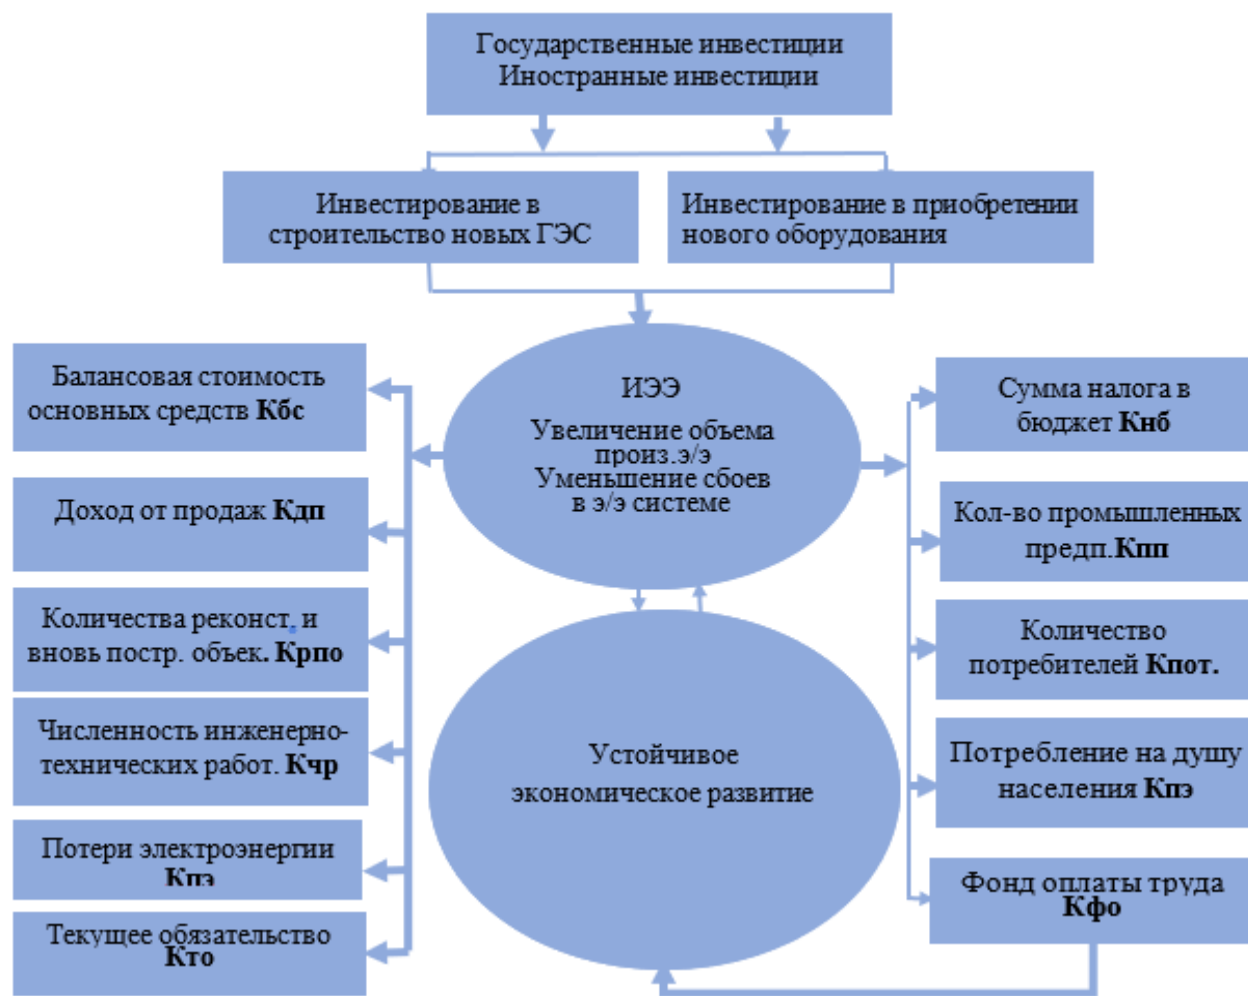 Государственные инвестиции
Иностранные инвестиции
Инвестирование в
строительство новых ГЭС
Инвестирование в приобретении
нового оборудования
ИЭЭ
Увеличение объема
произ.э/э
Уменьшение сбоев
в э/э системе
Балансовая стоимость
основных средств Кбс
Доход от продаж Кдп
Количества реконст. и
вновь постр. объек. Крпо
Численность инженерно-
технических работ. Кчр
Потери электроэнергии
Кпэ
Текущее обязательство
Кто
Сумма налога в
бюджет Кнб
Кол-во промышленных
предп.Кпп
Количество
потребителей Кпот.
Потребление на душу
населения Кпэ
Фонд оплаты труда
Кфо
Устойчивое
экономическое развитие